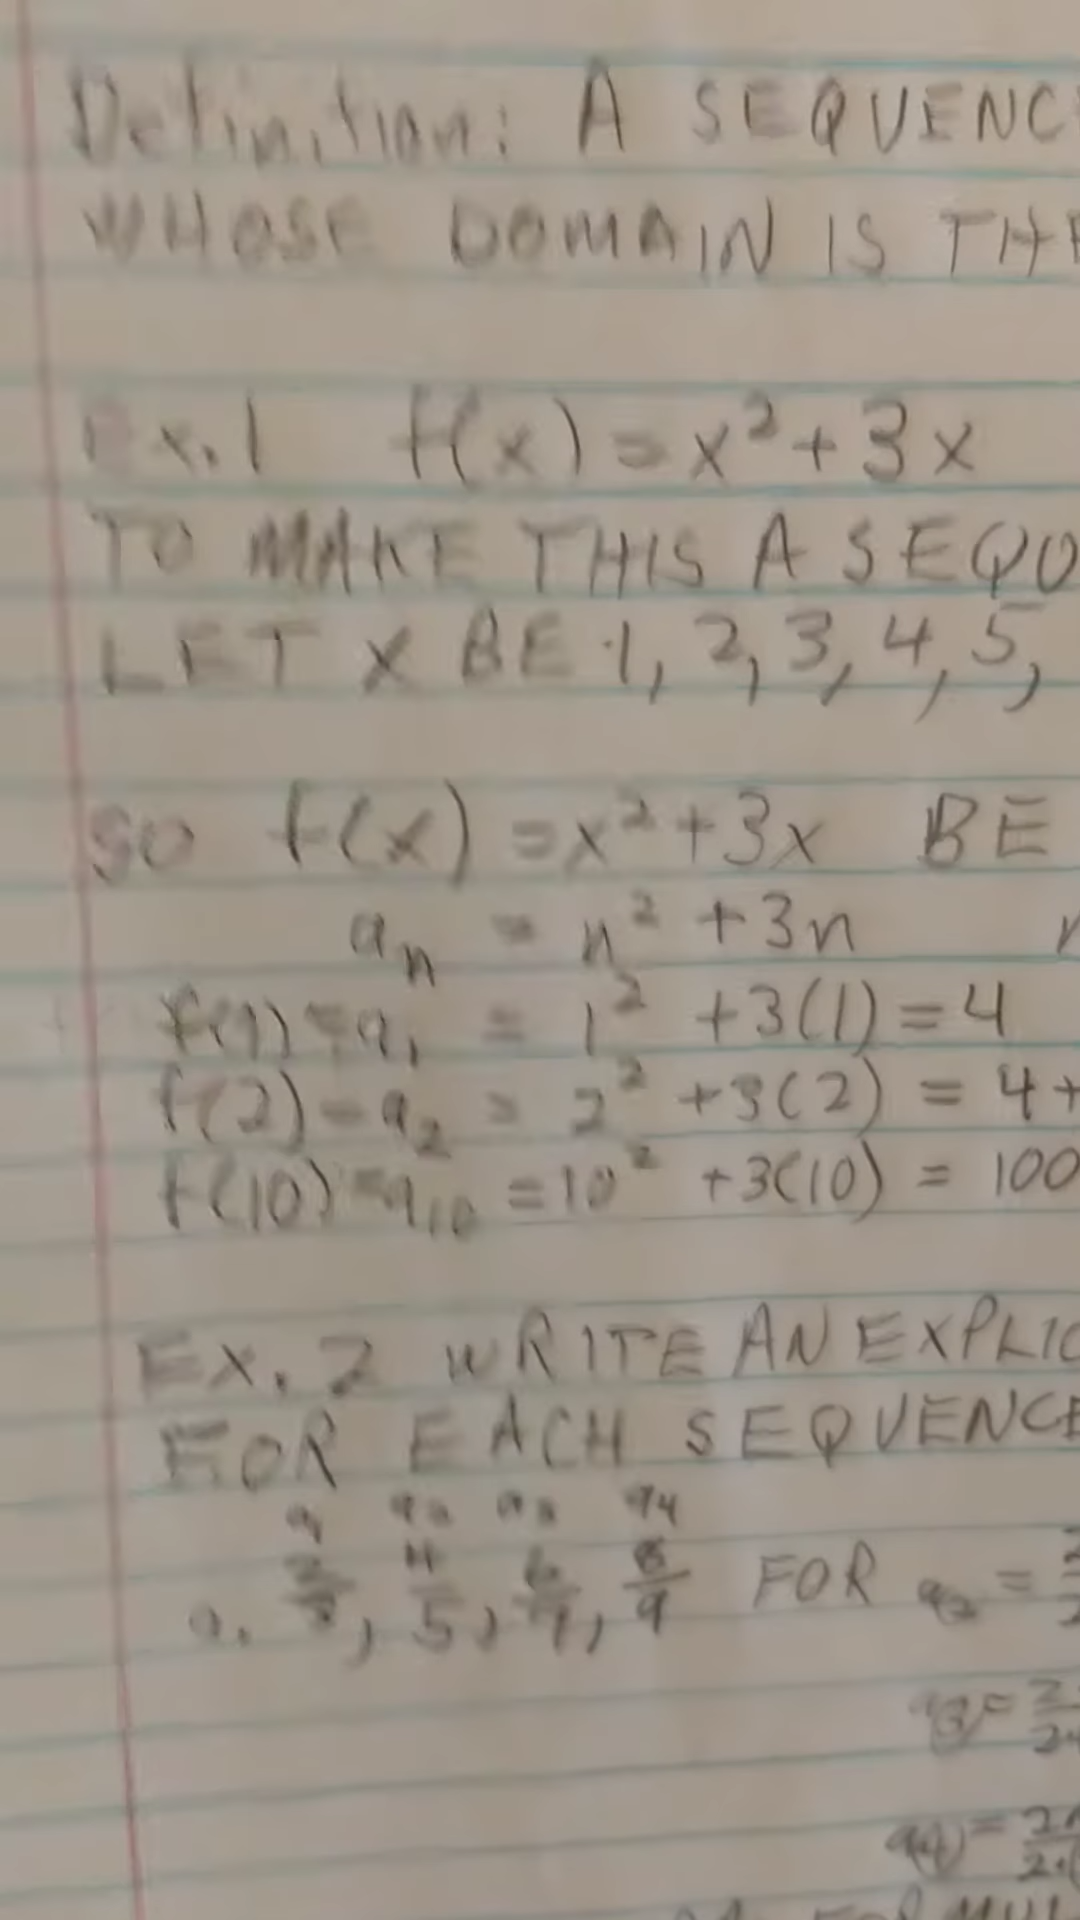 Definition: A SEQUENC
WHOSE DOMAIN IS THE
Ex.1 f(x) = x² + 3x
TO MAKE THIS A SEQU
LET X BE 1, 2, 3, 4, 5,
SO f(x) = x² + 3x BE
aₙ = n² + 3n
f(1) = a₁ = 1² + 3(1) = 4
f(2) = a₂ = 2² + 3(2) = 4+
f(10) = a₁₀ = 10² + 3(10) = 100
Ex. 2 WRITE AN EXPLIC
FOR EACH SEQUENCE
a₁ a₂ a₃ a₄
a. 2/3, 4/5, 6/7, 8/9 FOR a₂ =